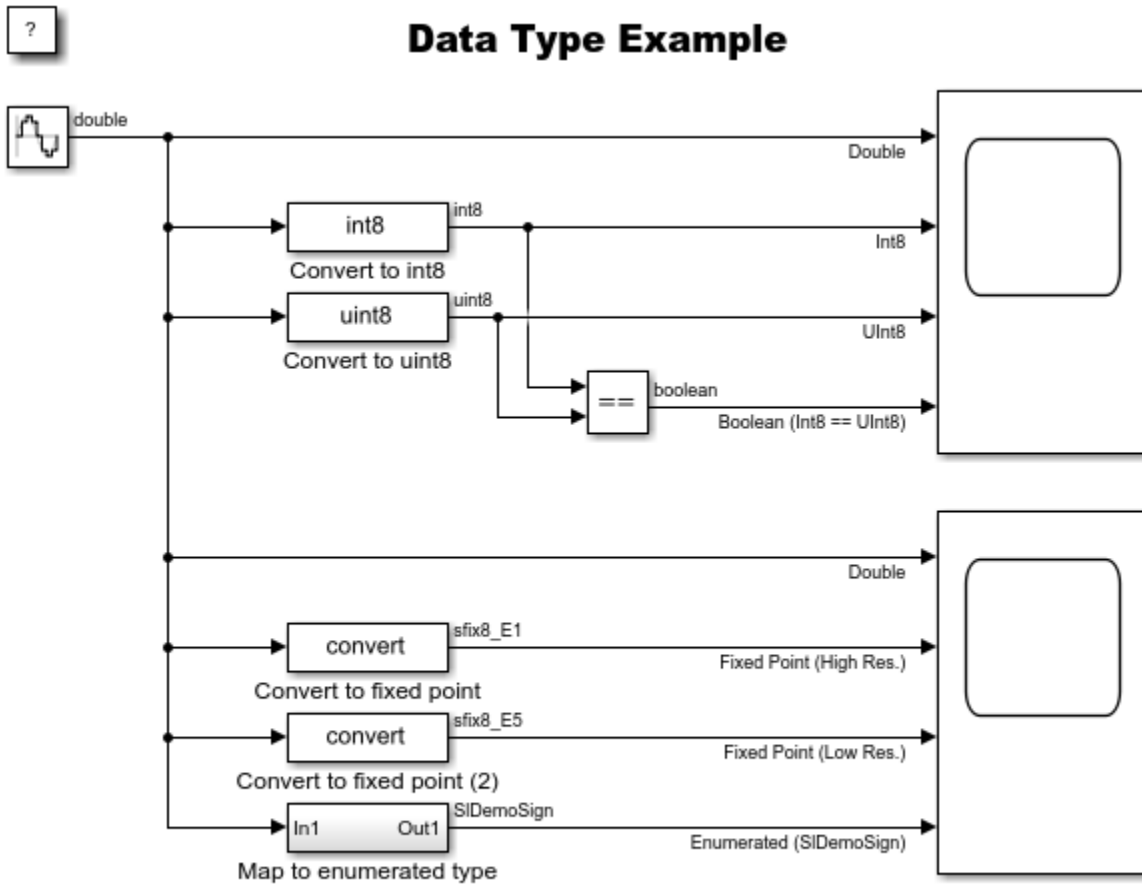 ?
Data Type Example
double
Double
int8
int8
Int8
Convert to int8
uint8
uint8
UInt8
Convert to uint8
==
boolean
Boolean (Int8 == UInt8)
Double
convert
sfix8_E1
Fixed Point (High Res.)
Convert to fixed point
convert
sfix8_E5
Fixed Point (Low Res.)
Convert to fixed point (2)
In1 Out1
SlDemoSign
Enumerated (SlDemoSign)
Map to enumerated type